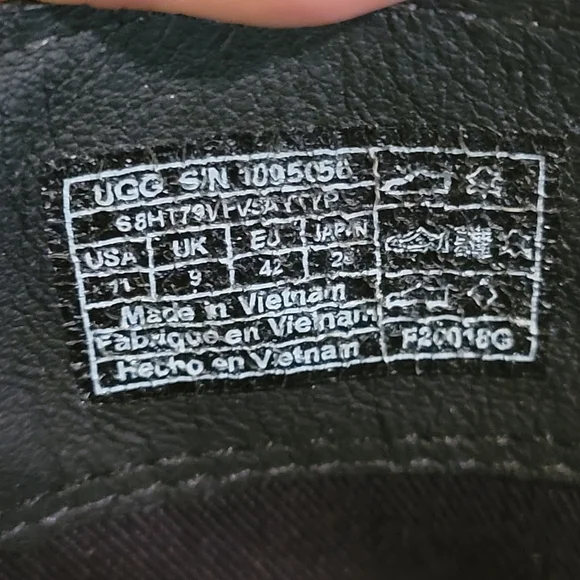 UGG S/N 1095056
USA UK EU JAPAN
11 9 42
Made in Vietnam
Fabriqué en Vietnam
Hecho en Vietnam
F20018G